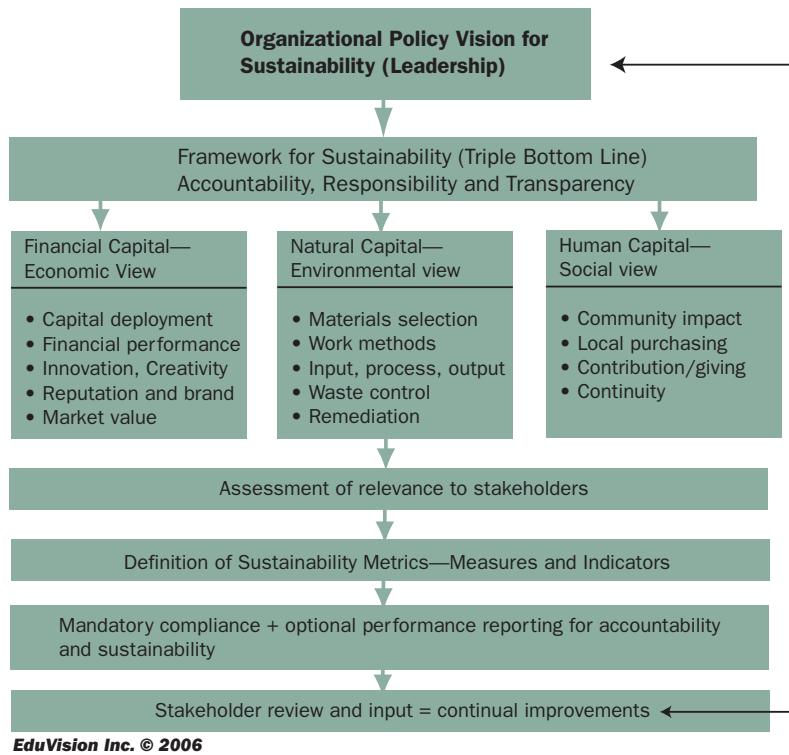 Organizational Policy Vision for
Sustainability (Leadership)
Framework for Sustainability (Triple Bottom Line)
Accountability, Responsibility and Transparency
Financial Capital—
Economic View
• Capital deployment
• Financial performance
• Innovation, Creativity
• Reputation and brand
• Market value
Natural Capital—
Environmental view
• Materials selection
• Work methods
• Input, process, output
• Waste control
• Remediation
Human Capital—
Social view
• Community impact
• Local purchasing
• Contribution/giving
• Continuity
Assessment of relevance to stakeholders
Definition of Sustainability Metrics—Measures and Indicators
Mandatory compliance + optional performance reporting for accountability
and sustainability
Stakeholder review and input = continual improvements
EduVision Inc. © 2006